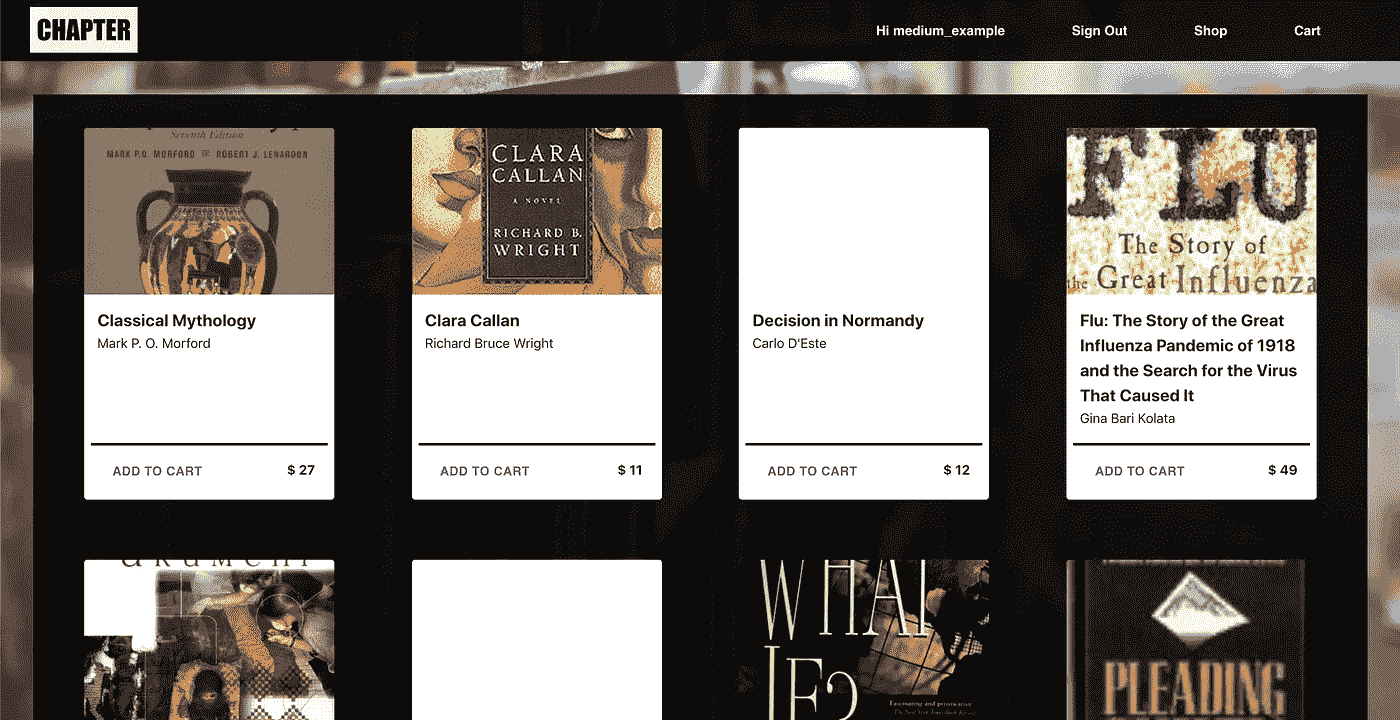 CHAPTER
Hi medium_example
Sign Out
Shop
Cart
Seventh Edition
MARK P.O. MORFORD
ROBERT J. LENARDON
Classical Mythology
Mark P. O. Morford
ADD TO CART
$ 27
CLARA
CALLAN
A NOVEL
RICHARD B.
WRIGHT
Clara Callan
Richard Bruce Wright
ADD TO CART
$ 11
Decision in Normandy
Carlo D'Este
ADD TO CART
$ 12
FLU
The Story of
the Great Influenza
Flu: The Story of the Great
Influenza Pandemic of 1918
and the Search for the Virus
That Caused It
Gina Bari Kolata
ADD TO CART
$ 49
WHAT
IF?
Fascinating and provocative
PLEADING